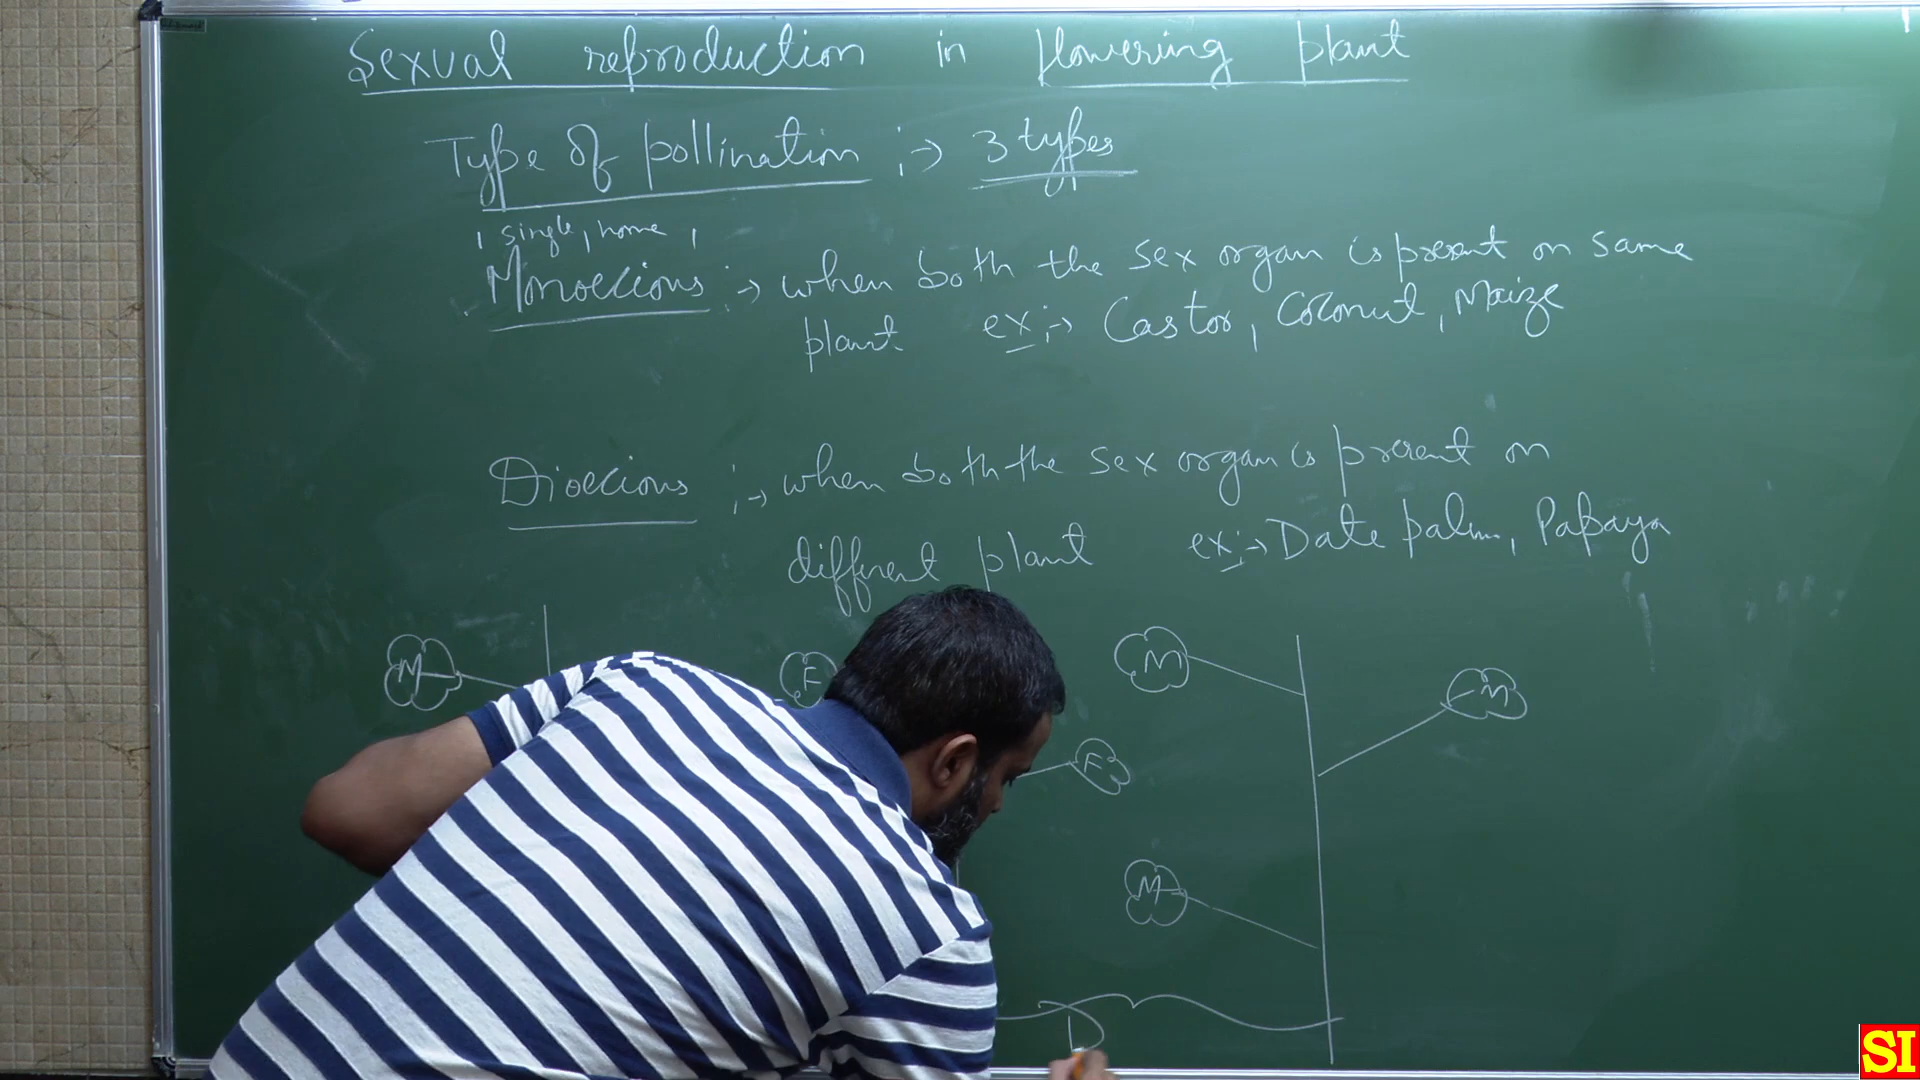 Sexual reproduction in flowering plant
Type of pollination :→ 3 types
, single, home ,
Monoecious :→ when both the sex organ is present on same
plant. ex :→ Castor, Coconut, Maize
Dioecious :→ when both the sex organ is present on
different plant ex :→ Date palm, Papaya
M F M M
F
M
D
SI